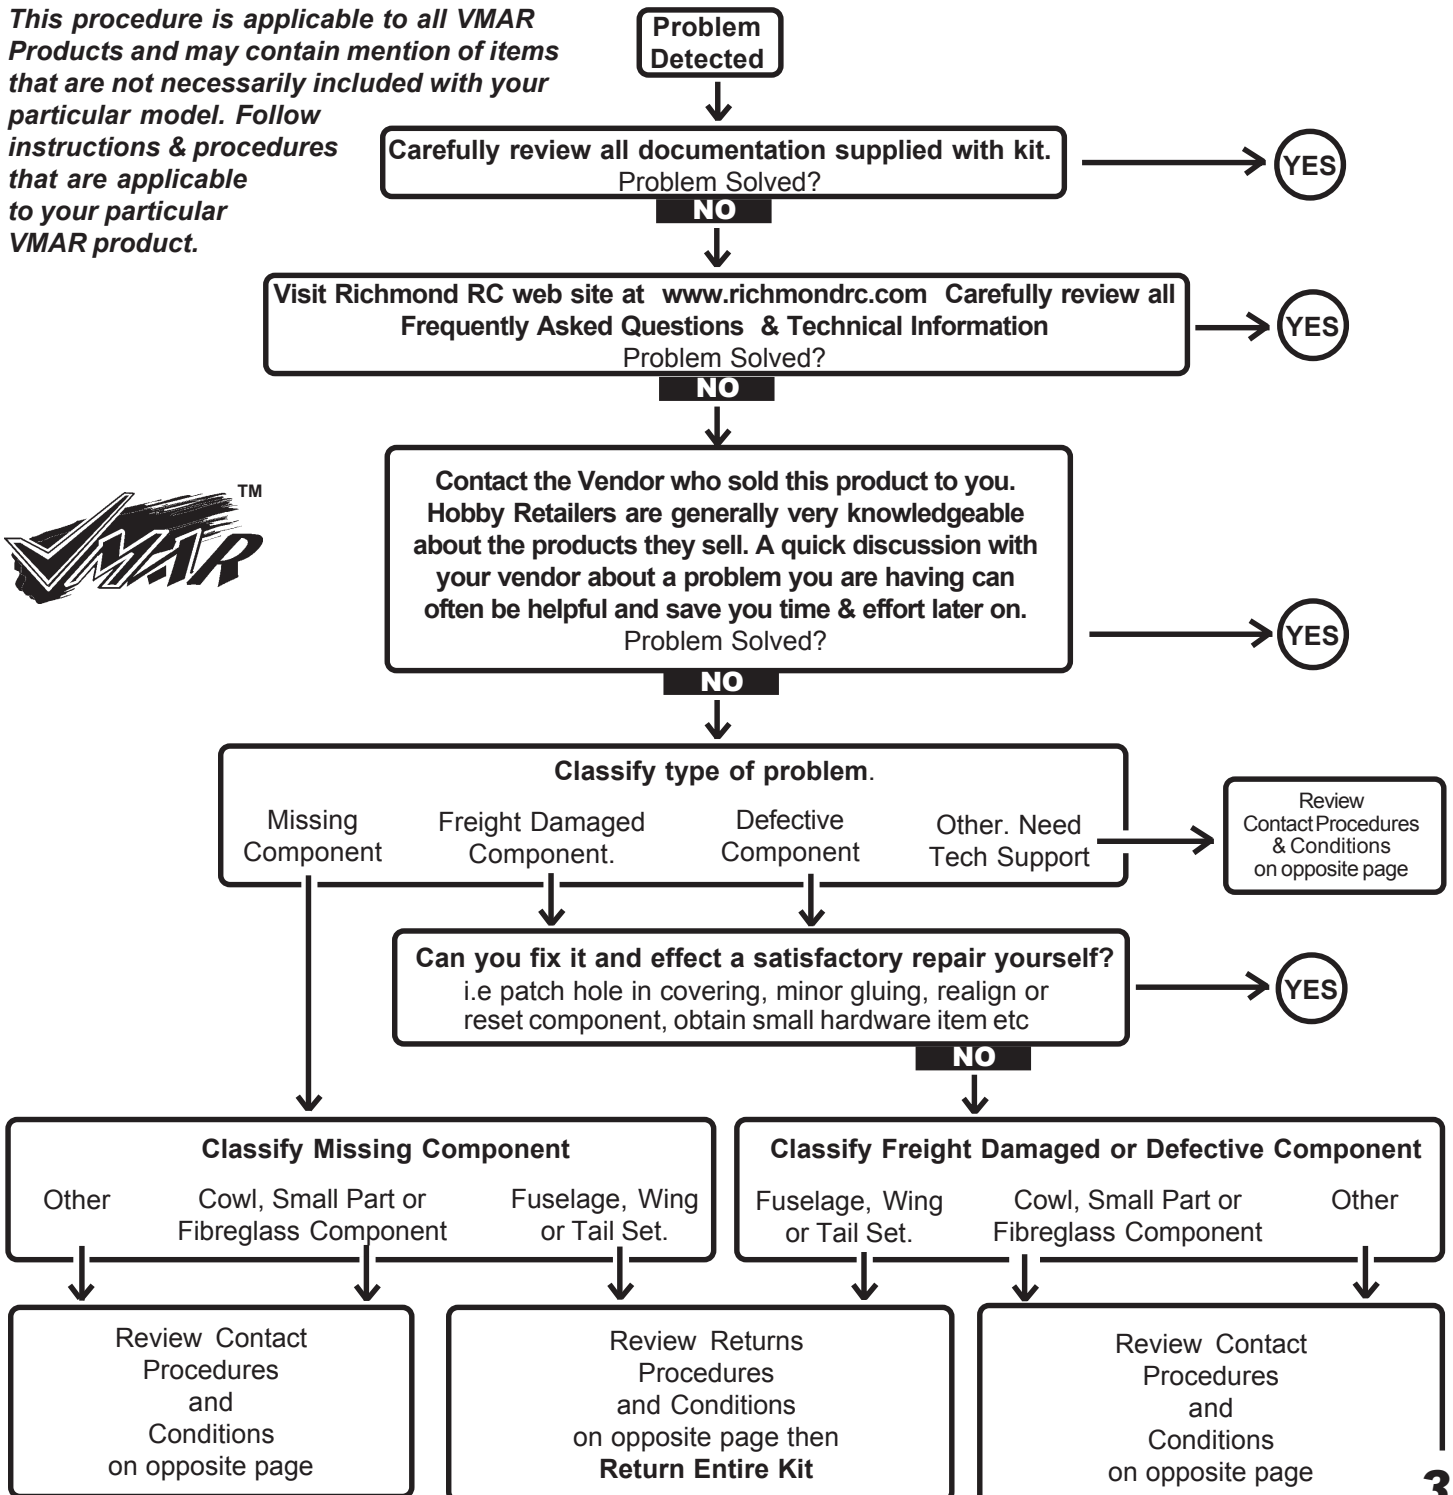 This procedure is applicable to all VMAR
Products and may contain mention of items
that are not necessarily included with your
particular model. Follow
instructions & procedures
that are applicable
to your particular
VMAR product.
Problem
Detected
Carefully review all documentation supplied with kit.
Problem Solved?
YES
NO
Visit Richmond RC web site at www.richmondrc.com Carefully review all
Frequently Asked Questions & Technical Information
Problem Solved?
YES
NO
VMAR TM
Contact the Vendor who sold this product to you.
Hobby Retailers are generally very knowledgeable
about the products they sell. A quick discussion with
your vendor about a problem you are having can
often be helpful and save you time & effort later on.
Problem Solved?
YES
NO
Classify type of problem.
Missing
Component
Freight Damaged
Component.
Defective
Component
Other. Need
Tech Support
Review
Contact Procedures
& Conditions
on opposite page
Can you fix it and effect a satisfactory repair yourself?
i.e patch hole in covering, minor gluing, realign or
reset component, obtain small hardware item etc
YES
NO
Classify Missing Component
Other
Cowl, Small Part or
Fibreglass Component
Fuselage, Wing
or Tail Set.
Classify Freight Damaged or Defective Component
Fuselage, Wing
or Tail Set.
Cowl, Small Part or
Fibreglass Component
Other
Review Contact
Procedures
and
Conditions
on opposite page
Review Returns
Procedures
and Conditions
on opposite page then
Return Entire Kit
Review Contact
Procedures
and
Conditions
on opposite page
3